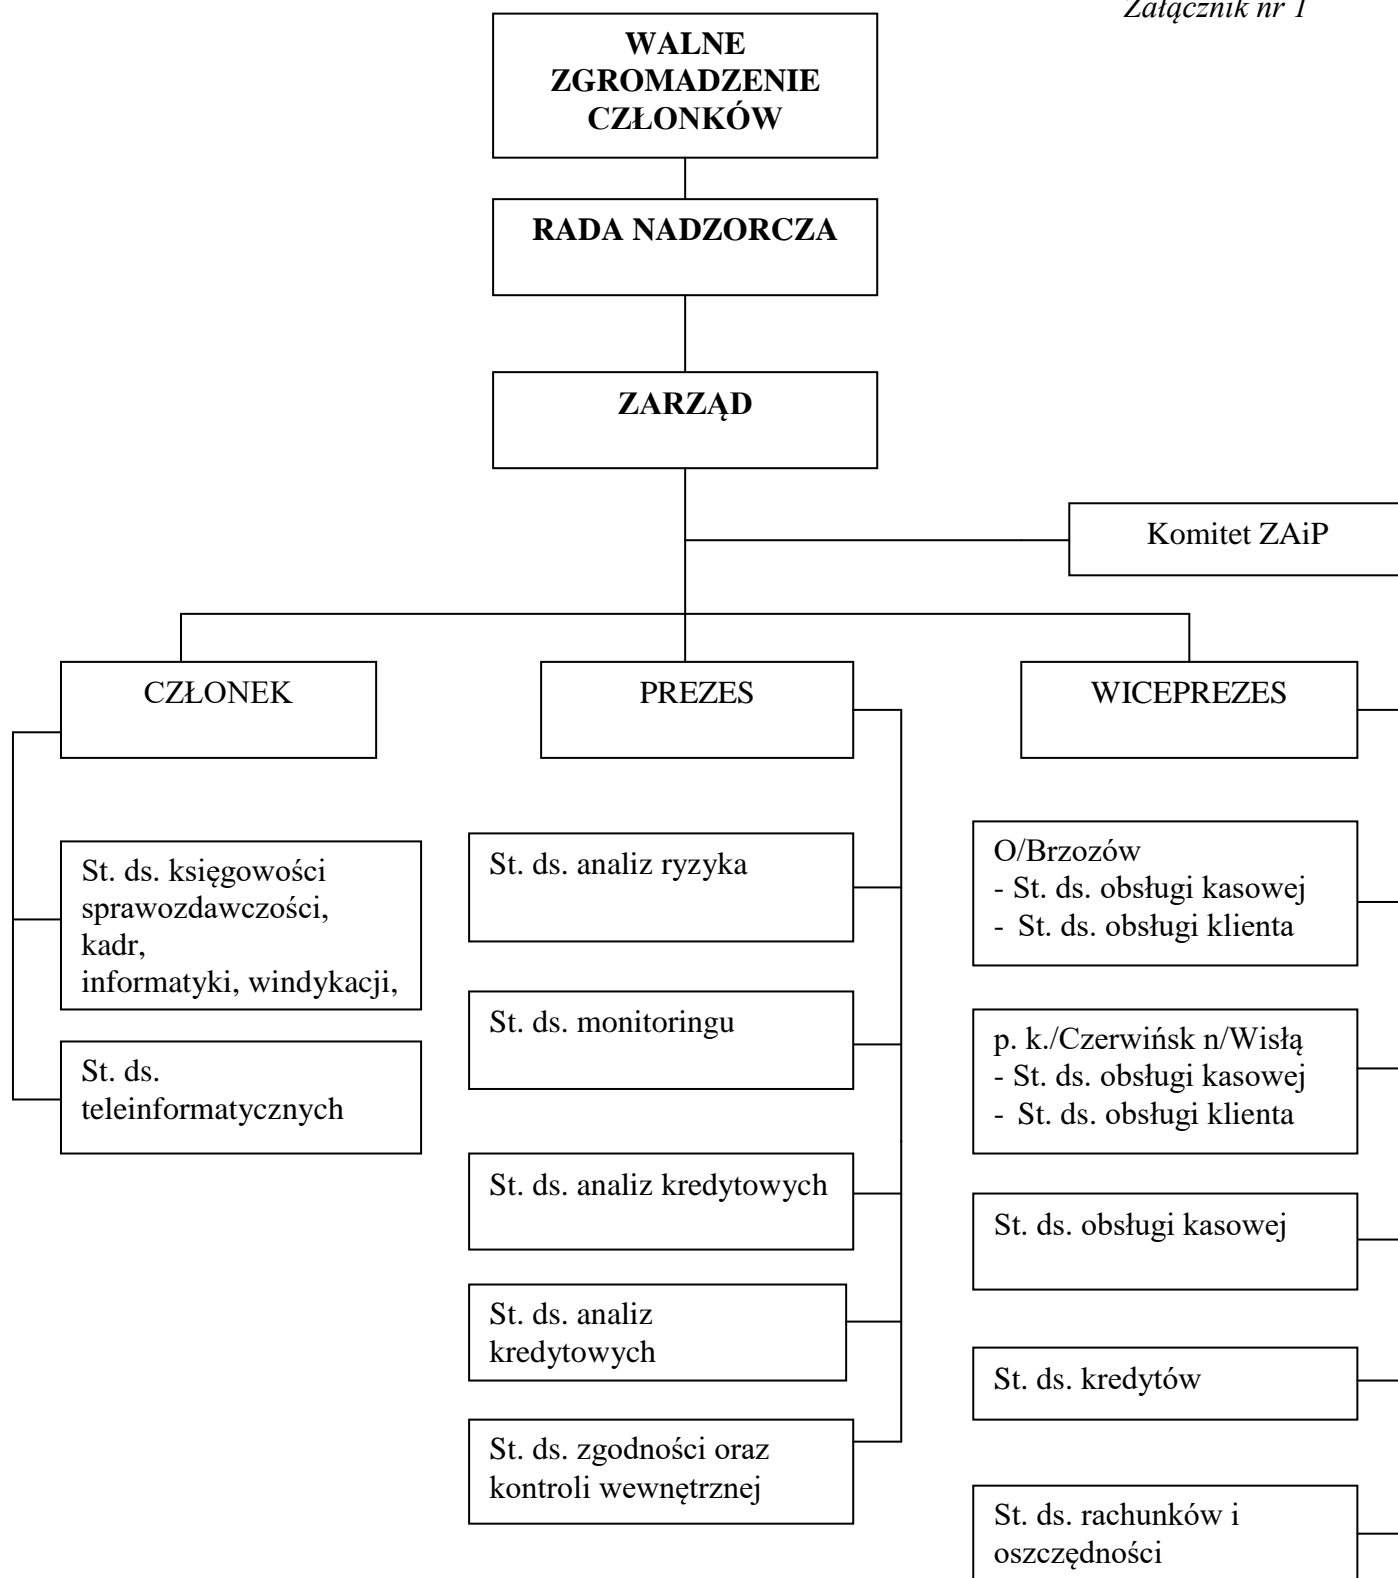 Załącznik nr 1
WALNE
ZGROMADZENIE
CZŁONKÓW
RADA NADZORCZA
ZARZĄD
Komitet ZAiP
CZŁONEK
PREZES
WICEPREZES
St. ds. księgowości
sprawozdawczości,
kadr,
informatyki, windykacji,
St. ds.
teleinformatycznych
St. ds. analiz ryzyka
St. ds. monitoringu
St. ds. analiz kredytowych
St. ds. analiz
kredytowych
St. ds. zgodności oraz
kontroli wewnętrznej
O/Brzozów
- St. ds. obsługi kasowej
- St. ds. obsługi klienta
p. k./Czerwińsk n/Wisłą
- St. ds. obsługi kasowej
- St. ds. obsługi klienta
St. ds. obsługi kasowej
St. ds. kredytów
St. ds. rachunków i
oszczędności